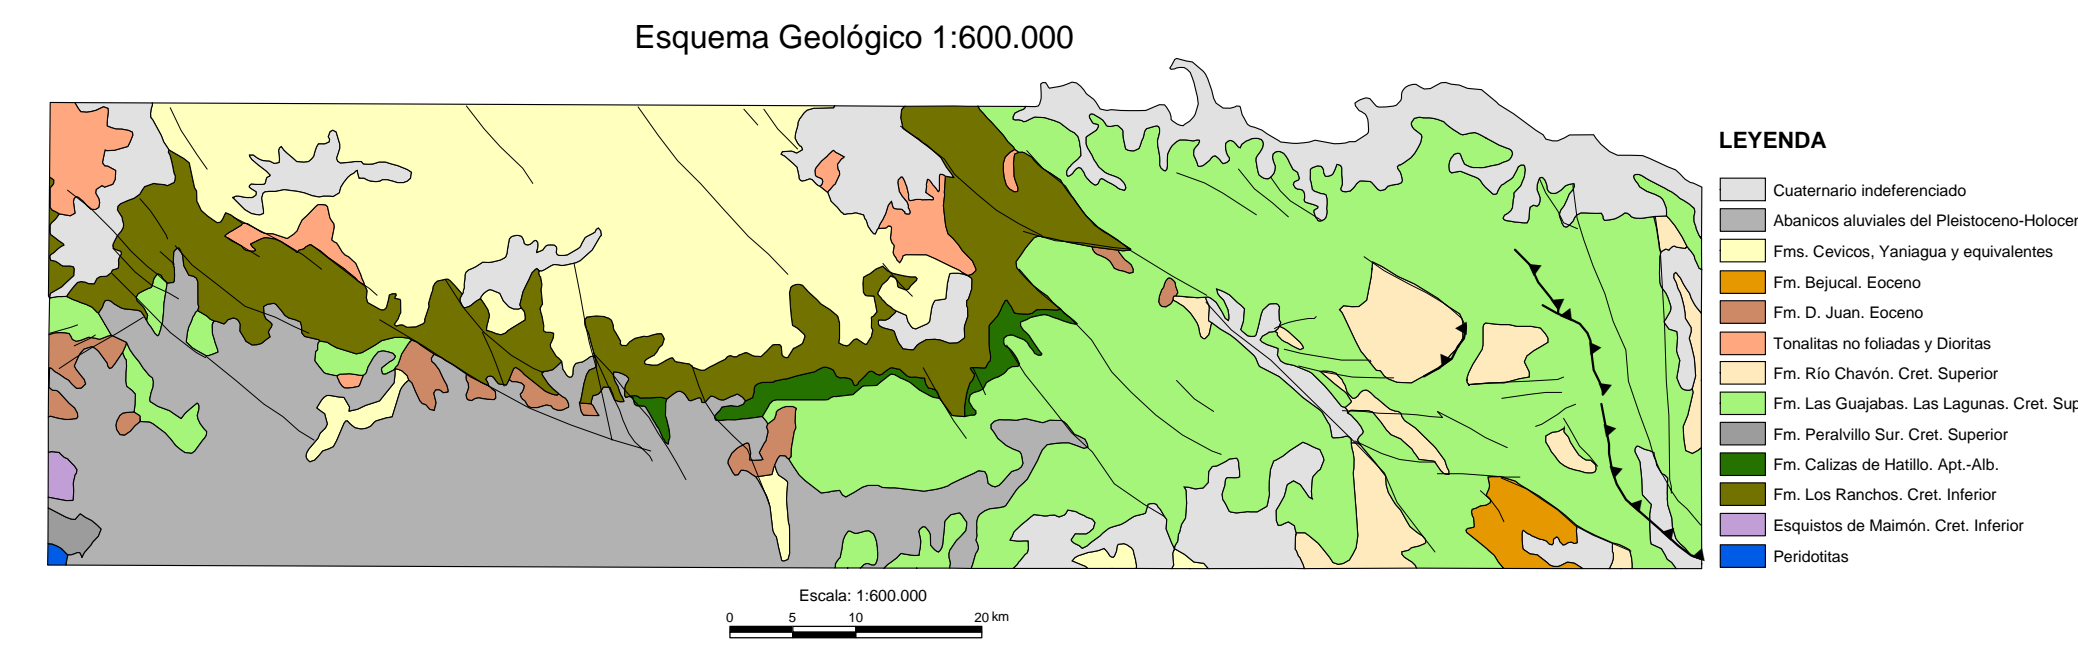 Esquema Geológico 1:600.000
LEYENDA
Cuaternario indeferenciado
Abanicos aluviales del Pleistoceno-Holocen
Fms. Cevicos, Yaniagua y equivalentes
Fm. Bejucal. Eoceno
Fm. D. Juan. Eoceno
Tonalitas no foliadas y Dioritas
Fm. Río Chavón. Cret. Superior
Fm. Las Guajabas. Las Lagunas. Cret. Sup
Fm. Peralvillo Sur. Cret. Superior
Fm. Calizas de Hatillo. Apt.-Alb.
Fm. Los Ranchos. Cret. Inferior
Esquistos de Maimón. Cret. Inferior
Peridotitas
Escala: 1:600.000
0 5 10 20 km